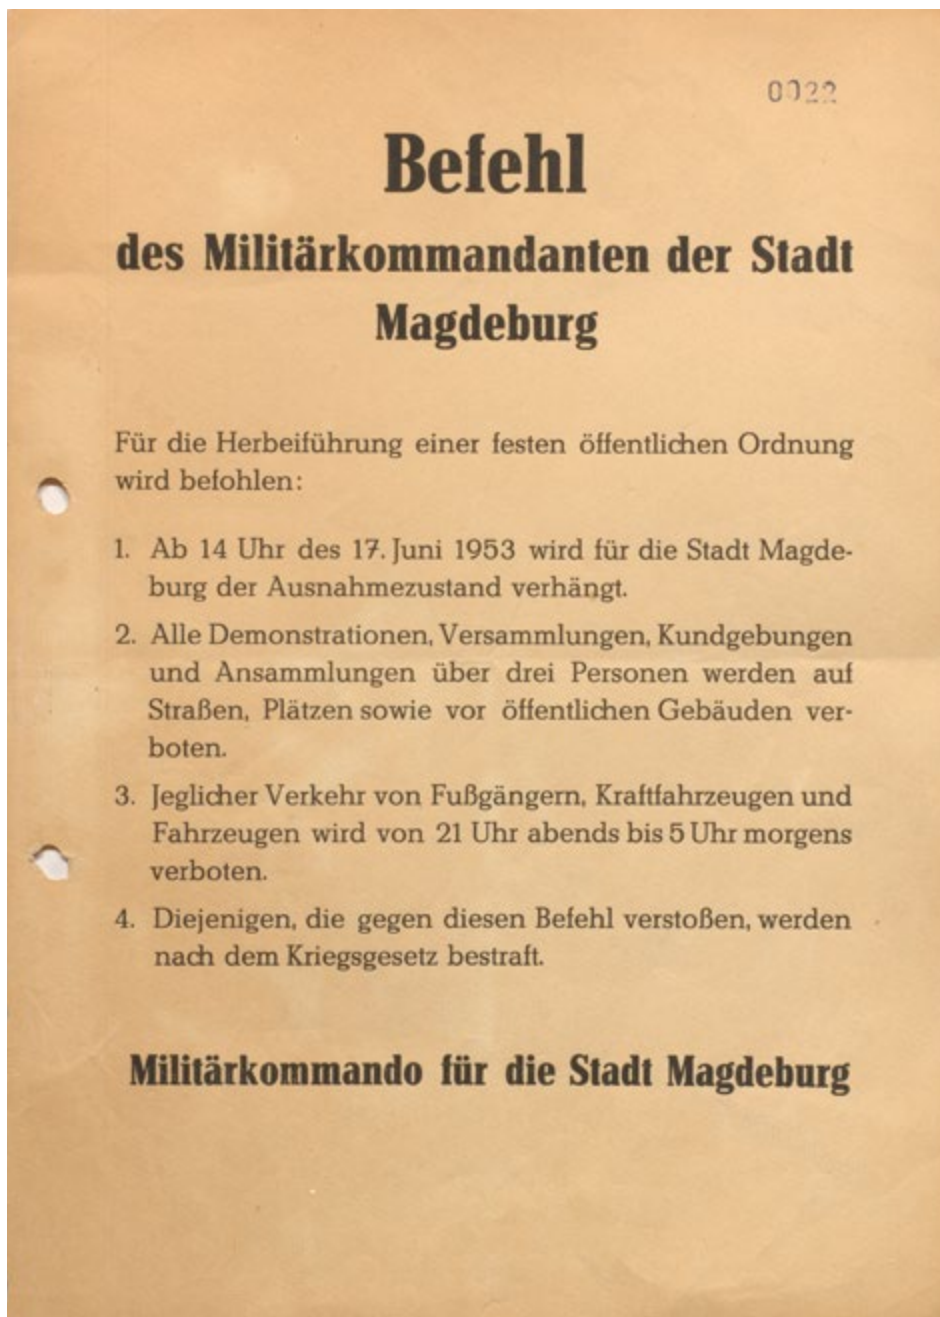 0022
Befehl
des Militärkommandanten der Stadt
Magdeburg
Für die Herbeiführung einer festen öffentlichen Ordnung
wird befohlen:
1. Ab 14 Uhr des 17. Juni 1953 wird für die Stadt Magde-
burg der Ausnahmezustand verhängt.
2. Alle Demonstrationen, Versammlungen, Kundgebungen
und Ansammlungen über drei Personen werden auf
Straßen, Plätzen sowie vor öffentlichen Gebäuden ver-
boten.
3. Jeglicher Verkehr von Fußgängern, Kraftfahrzeugen und
Fahrzeugen wird von 21 Uhr abends bis 5 Uhr morgens
verboten.
4. Diejenigen, die gegen diesen Befehl verstoßen, werden
nach dem Kriegsgesetz bestraft.
Militärkommando für die Stadt Magdeburg